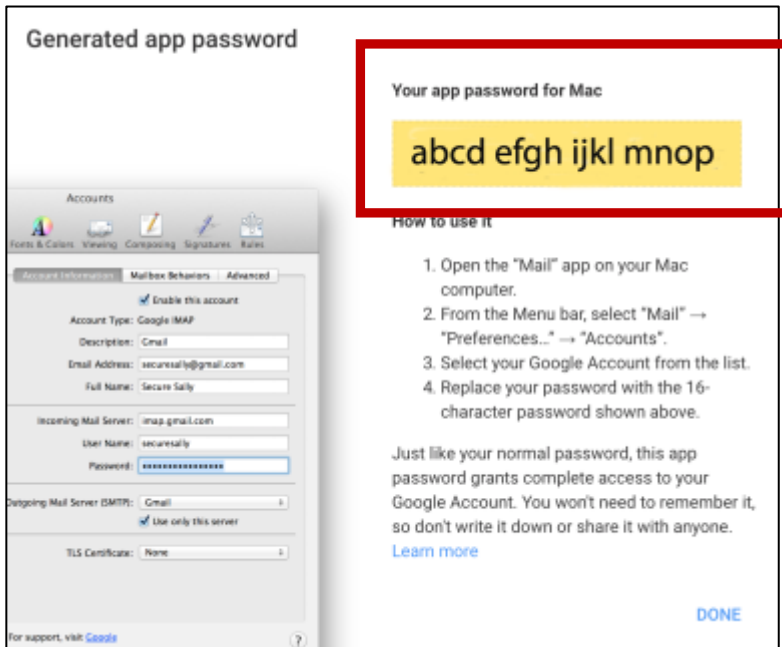 Generated app password
Your app password for Mac
abcd efgh ijkl mnop
How to use it
1. Open the “Mail” app on your Mac
computer.
2. From the Menu bar, select “Mail” →
“Preferences...” → “Accounts”.
3. Select your Google Account from the list.
4. Replace your password with the 16-
character password shown above.
Just like your normal password, this app
password grants complete access to your
Google Account. You won't need to remember it,
so don't write it down or share it with anyone.
Learn more
DONE
Accounts
Fonts & Colors Viewing Composing Signatures Rules
Account Information Mailbox Behaviors Advanced
Enable this account
Account Type: Google IMAP
Description: Gmail
Email Address: securesally@gmail.com
Full Name: Secure Sally
Incoming Mail Server: imap.gmail.com
User Name: securesally
Password: ••••••••••••••••
Outgoing Mail Server (SMTP): Gmail
Use only this server
TLS Certificate: None
For support, visit Google
?